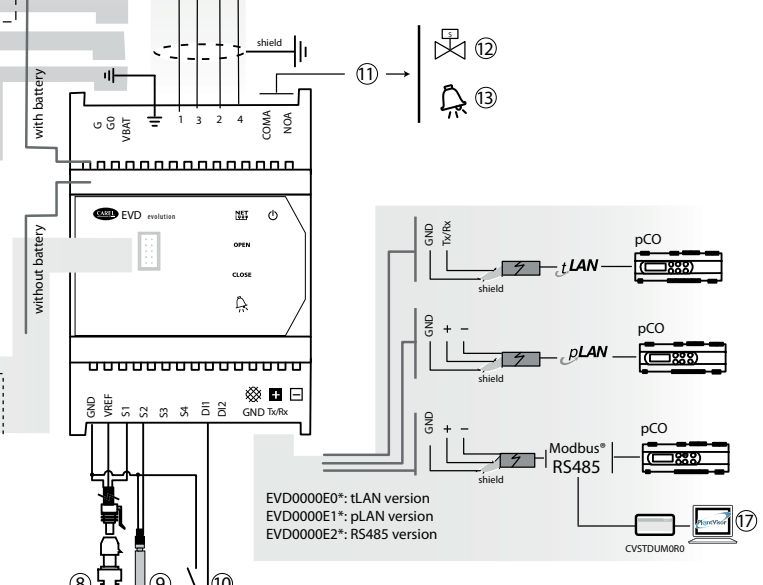 shield
S
12
11
13
with battery
G
G0
VBAT
1
3
2
4
COMA
NOA
CAREL EVD evolution
NET
OPEN
CLOSE
without battery
GND
VREF
S1
S2
S3
S4
DI1
DI2
GND Tx/Rx
GND
Tx/Rx
shield
tLAN
pCO
GND
+ −
shield
pLAN
pCO
GND
+ −
shield
Modbus®
RS485
pCO
EVD0000E0*: tLAN version
EVD0000E1*: pLAN version
EVD0000E2*: RS485 version
PlantVisor
17
CVSTDUM0R0
8
9
10